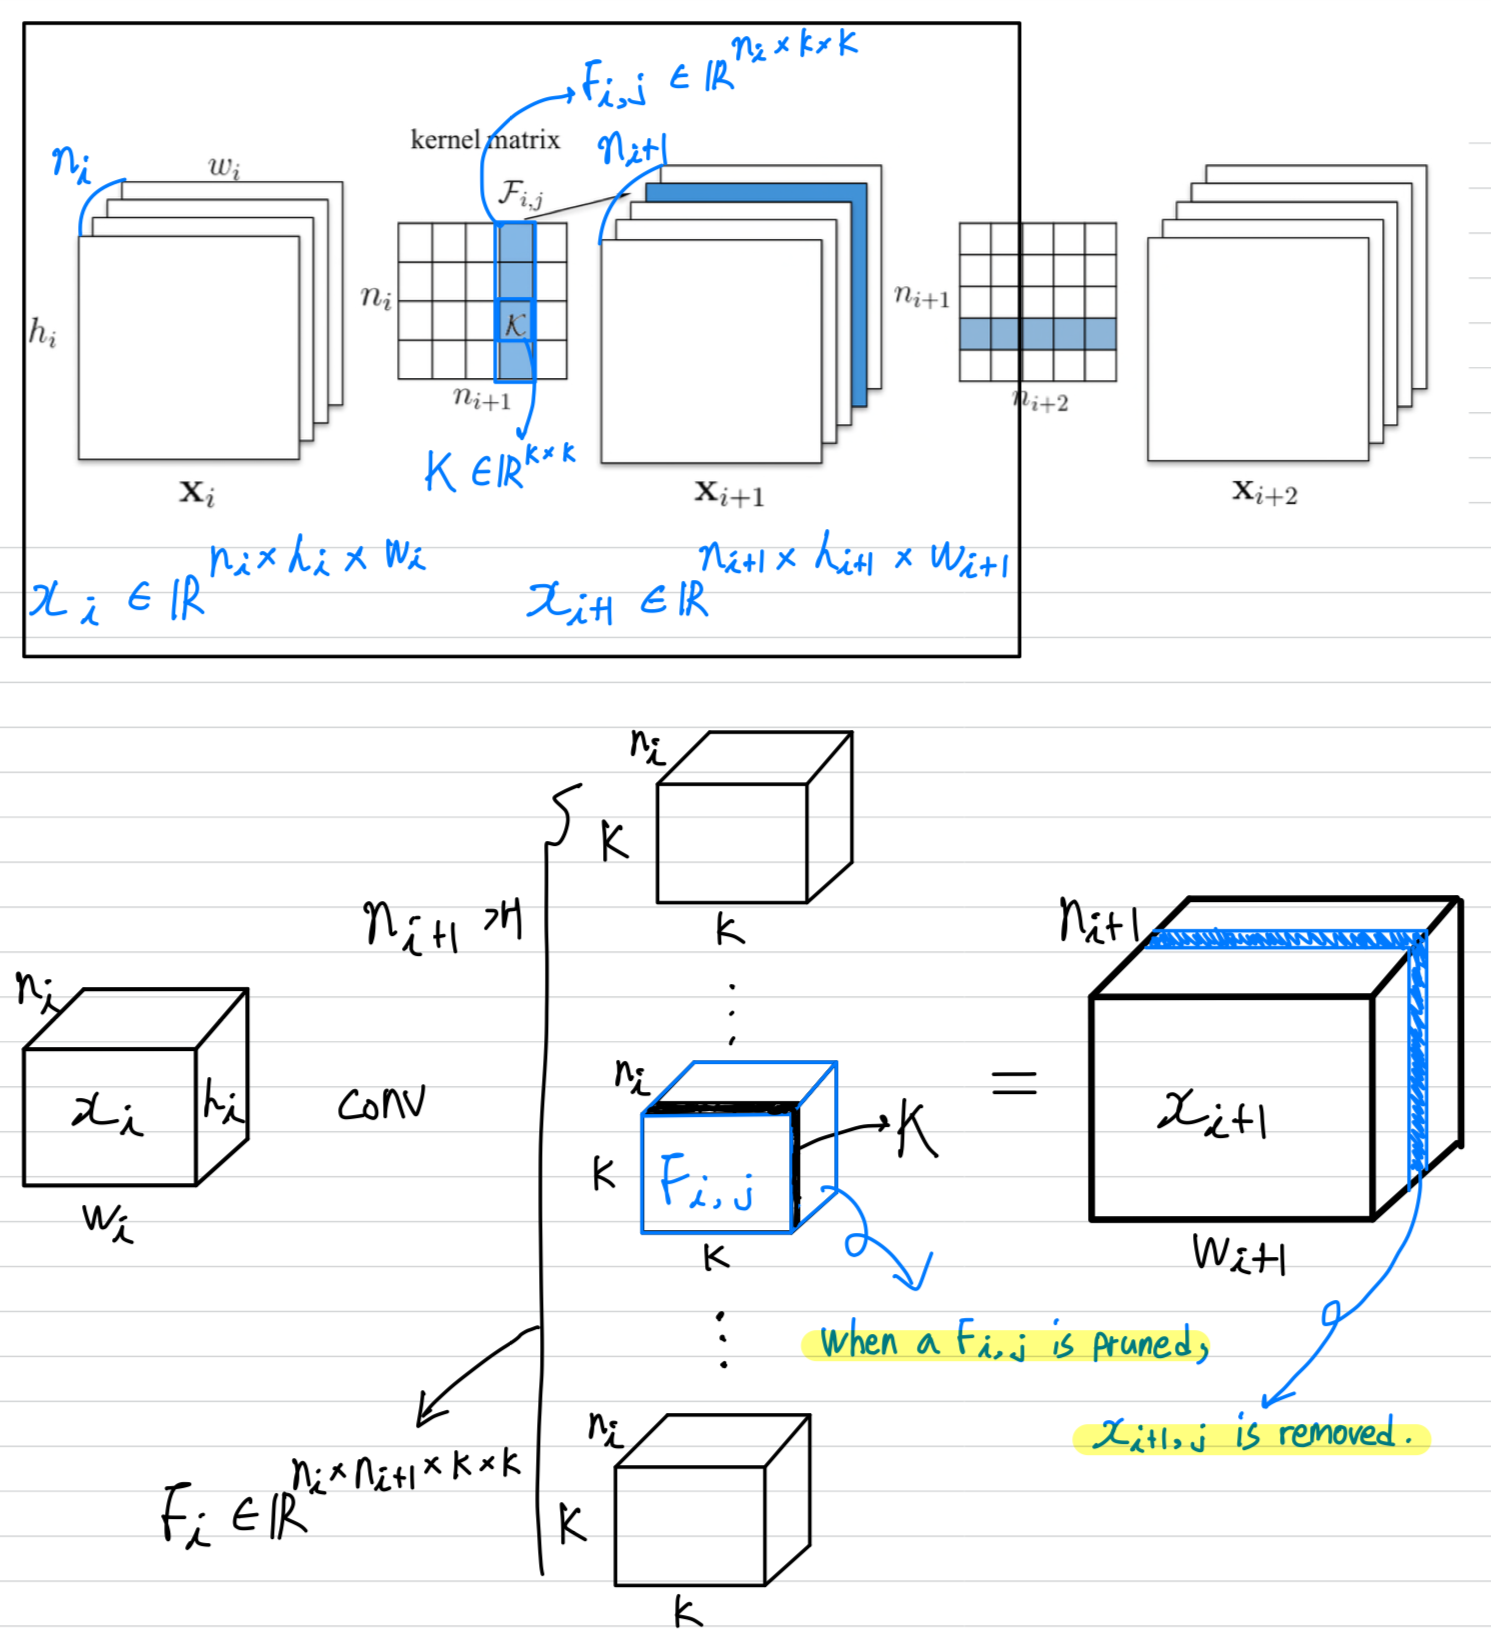 F_{i,j} ∈ ℝ^{n_i × k × k}
kernel matrix
n_i
w_i
n_{i+1}
ℱ_{i,j}
n_i
n_{i+1}
h_i
𝒦
n_{i+1}
n_{i+2}
K ∈ ℝ^{k × k}
𝐱_i
𝐱_{i+1}
𝐱_{i+2}
x_i ∈ ℝ^{n_i × h_i × w_i}
x_{i+1} ∈ ℝ^{n_{i+1} × h_{i+1} × w_{i+1}}
n_i
K
K
n_{i+1} 개
⋮
n_i
x_i
h_i
w_i
conv
n_i
K
F_{i,j}
→ K
K
=
n_{i+1}
x_{i+1}
w_{i+1}
when a F_{i,j} is pruned,
x_{i+1,j} is removed.
⋮
n_i
K
K
F_i ∈ ℝ^{n_i × n_{i+1} × k × k}